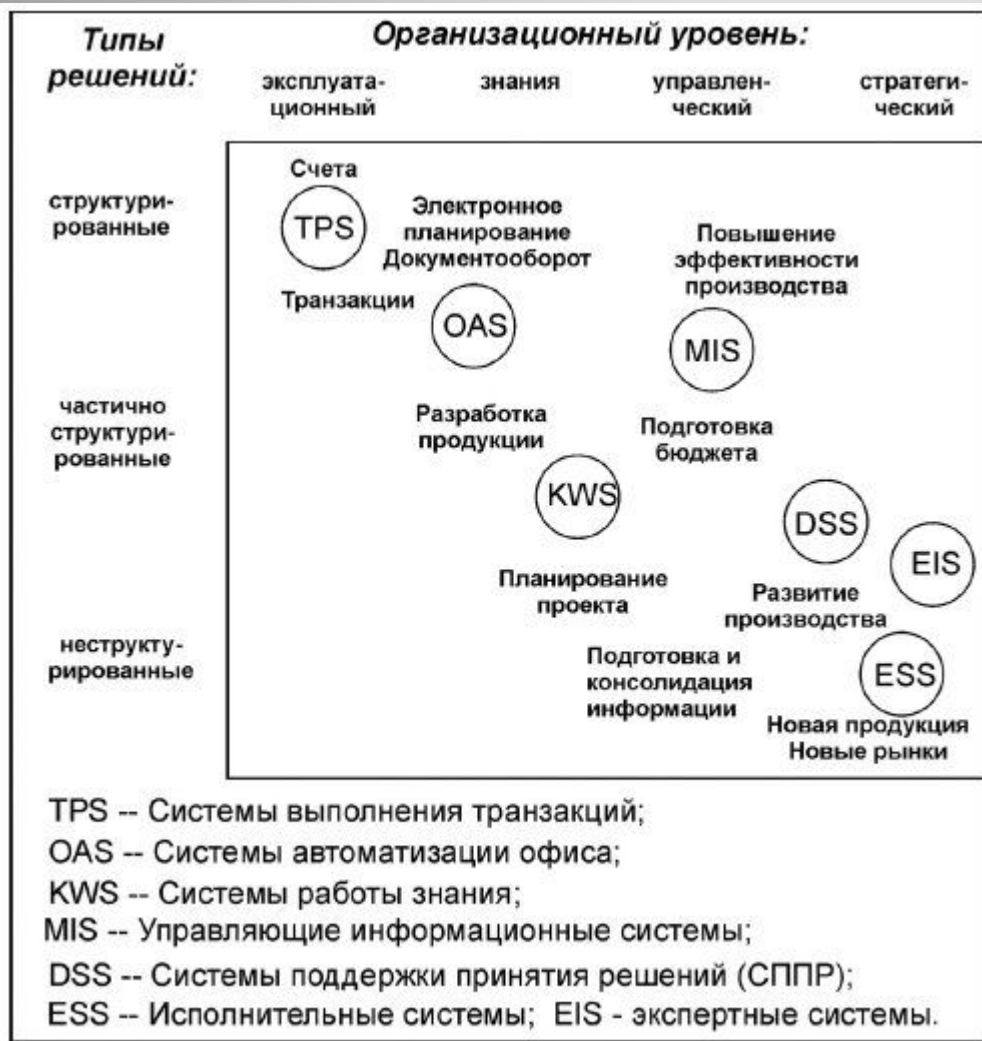 Типы
решений:
Организационный уровень:
эксплуата-
ционный
знания
управлен-
ческий
стратеги-
ческий
структури-
рованные
Счета
TPS
Транзакции
Электронное
планирование
Документооборот
OAS
Повышение
эффективности
производства
MIS
частично
структури-
рованные
Разработка
продукции
KWS
Подготовка
бюджета
DSS
EIS
Планирование
проекта
Развитие
производства
неструкту-
рированные
Подготовка и
консолидация
информации
ESS
Новая продукция
Новые рынки
TPS -- Системы выполнения транзакций;
OAS -- Системы автоматизации офиса;
KWS -- Системы работы знания;
MIS -- Управляющие информационные системы;
DSS -- Системы поддержки принятия решений (СППР);
ESS -- Исполнительные системы; EIS - экспертные системы.